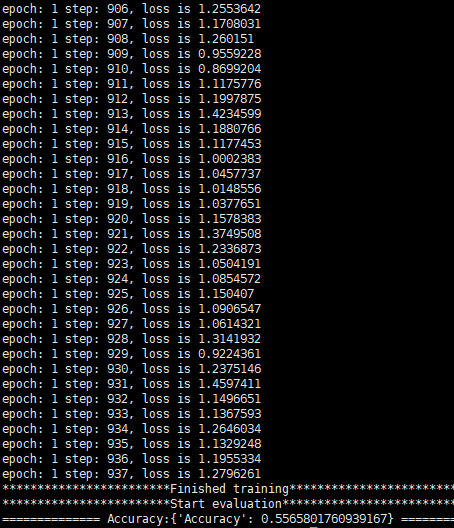 epoch: 1 step: 906, loss is 1.2553642
epoch: 1 step: 907, loss is 1.1708031
epoch: 1 step: 908, loss is 1.260151
epoch: 1 step: 909, loss is 0.9559228
epoch: 1 step: 910, loss is 0.8699204
epoch: 1 step: 911, loss is 1.1175776
epoch: 1 step: 912, loss is 1.1997875
epoch: 1 step: 913, loss is 1.4234599
epoch: 1 step: 914, loss is 1.1880766
epoch: 1 step: 915, loss is 1.1177453
epoch: 1 step: 916, loss is 1.0002383
epoch: 1 step: 917, loss is 1.0457737
epoch: 1 step: 918, loss is 1.0148556
epoch: 1 step: 919, loss is 1.0377651
epoch: 1 step: 920, loss is 1.1578383
epoch: 1 step: 921, loss is 1.3749508
epoch: 1 step: 922, loss is 1.2336873
epoch: 1 step: 923, loss is 1.0504191
epoch: 1 step: 924, loss is 1.0854572
epoch: 1 step: 925, loss is 1.150407
epoch: 1 step: 926, loss is 1.0906547
epoch: 1 step: 927, loss is 1.0614321
epoch: 1 step: 928, loss is 1.3141932
epoch: 1 step: 929, loss is 0.9224361
epoch: 1 step: 930, loss is 1.2375146
epoch: 1 step: 931, loss is 1.4597411
epoch: 1 step: 932, loss is 1.1496651
epoch: 1 step: 933, loss is 1.1367593
epoch: 1 step: 934, loss is 1.2646034
epoch: 1 step: 935, loss is 1.1329248
epoch: 1 step: 936, loss is 1.1955334
epoch: 1 step: 937, loss is 1.2796261
************************Finished training************************
************************Start evaluation************************
============== Accuracy:{'Accuracy': 0.5565801760939167} ========